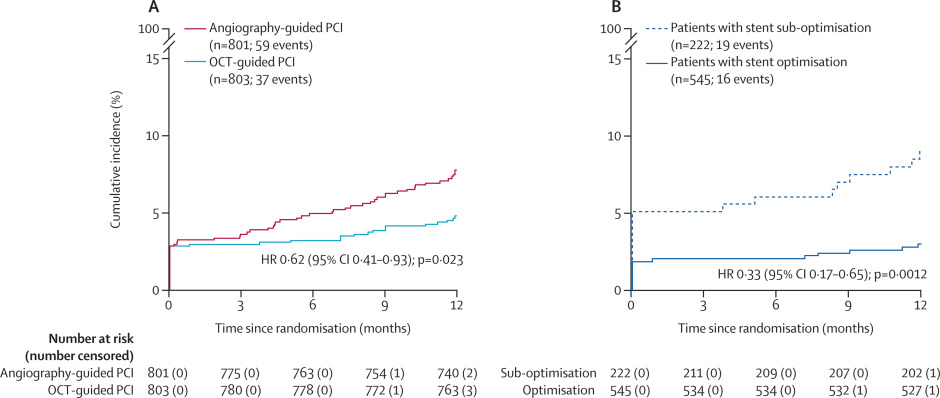 A
100
15
10
5
0
Cumulative incidence (%)
Angiography-guided PCI
(n=801; 59 events)
OCT-guided PCI
(n=803; 37 events)
HR 0·62 (95% CI 0·41–0·93); p=0·023
0 3 6 9 12
Time since randomisation (months)
B
100
15
10
5
0
Patients with stent sub-optimisation
(n=222; 19 events)
Patients with stent optimisation
(n=545; 16 events)
HR 0·33 (95% CI 0·17–0·65); p=0·0012
0 3 6 9 12
Time since randomisation (months)
Number at risk
(number censored)
Angiography-guided PCI 801 (0) 775 (0) 763 (0) 754 (1) 740 (2)
OCT-guided PCI 803 (0) 780 (0) 778 (0) 772 (1) 763 (3)
Sub-optimisation 222 (0) 211 (0) 209 (0) 207 (0) 202 (1)
Optimisation 545 (0) 534 (0) 534 (0) 532 (1) 527 (1)